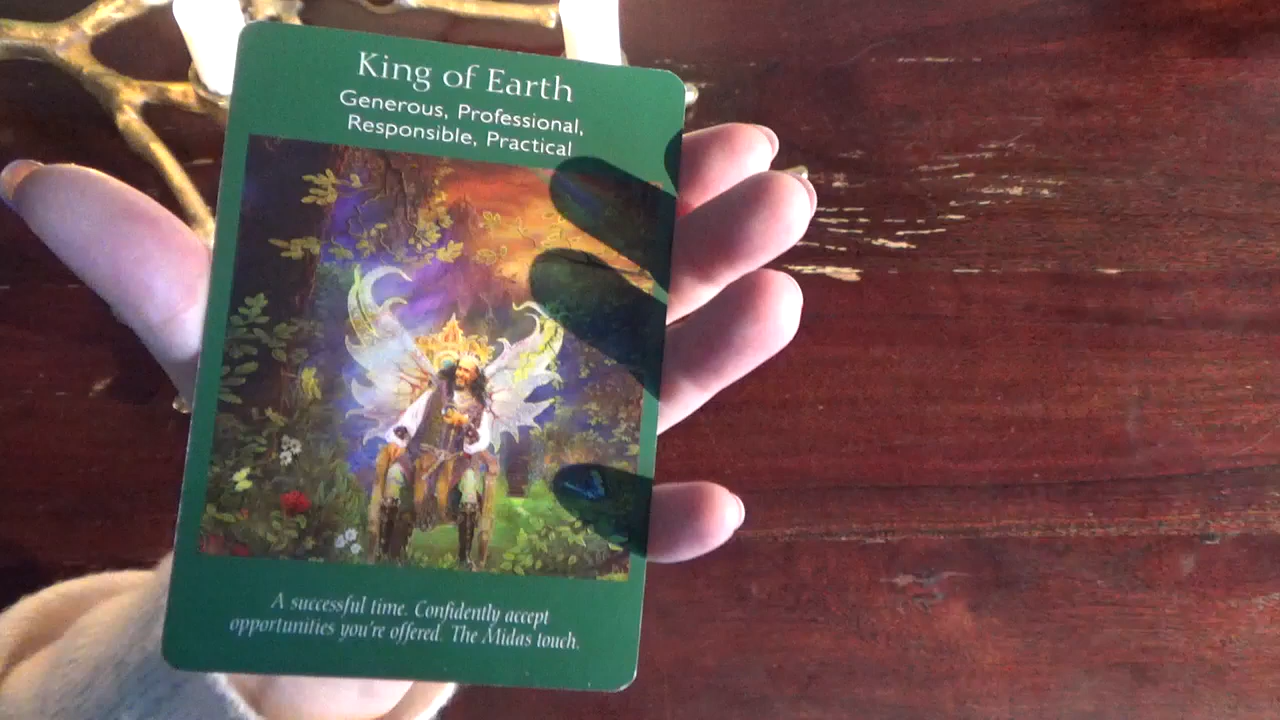 King of Earth
Generous, Professional,
Responsible, Practical
A successful time. Confidently accept
opportunities you're offered. The Midas touch.